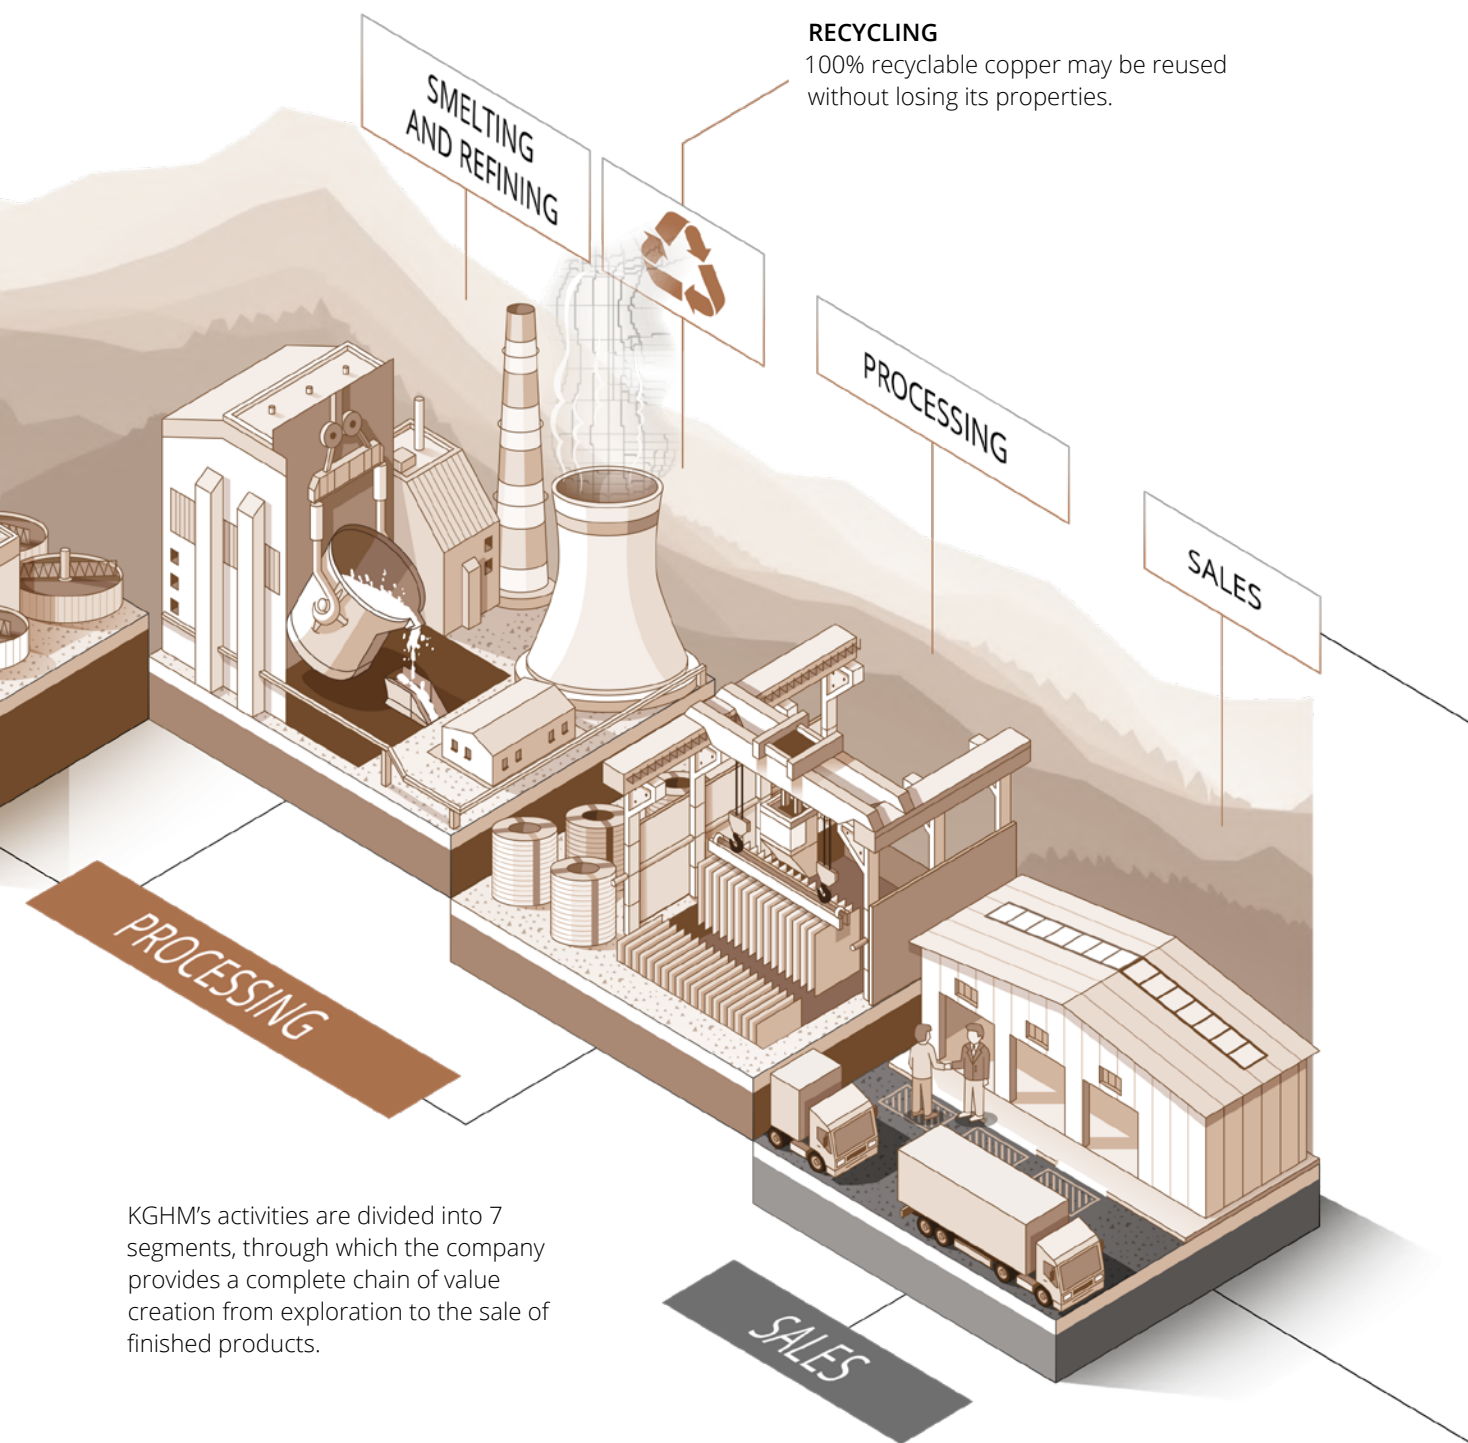 RECYCLING
100% recyclable copper may be reused
without losing its properties.
SMELTING
AND REFINING
PROCESSING
SALES
PROCESSING
KGHM’s activities are divided into 7
segments, through which the company
provides a complete chain of value
creation from exploration to the sale of
finished products.
SALES